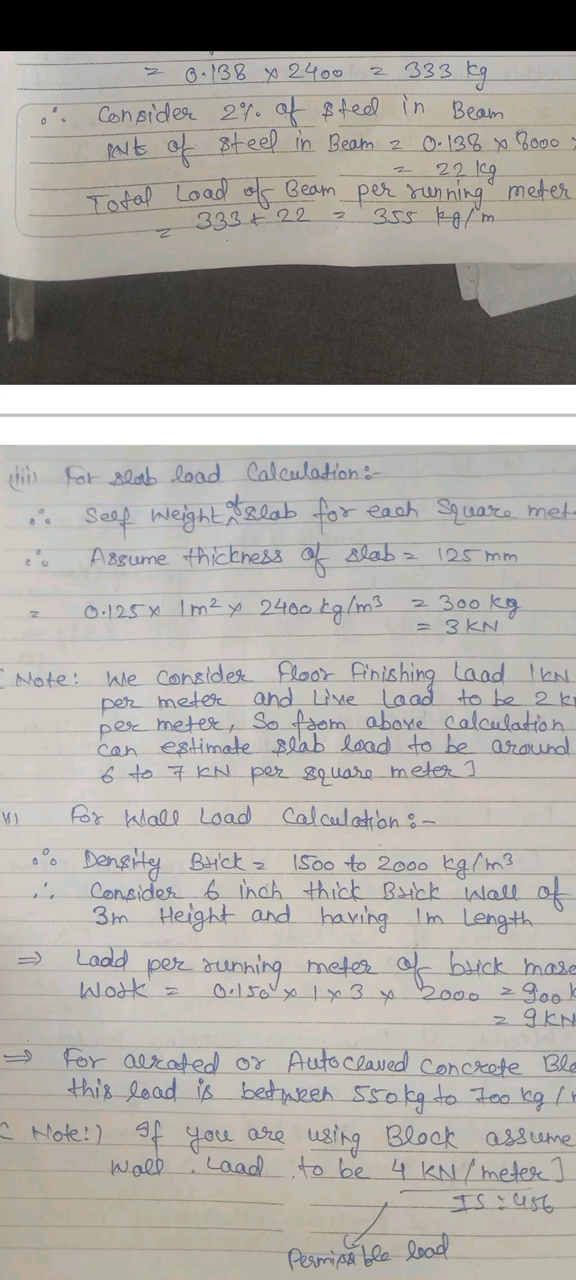 = 0.138 × 2400 = 333 kg
∴ Consider 2% of steel in Beam
Wt of steel in Beam = 0.138 × 8000 ×
= 22 kg
Total Load of Beam per running meter
= 333 + 22 = 355 kg/m
(iii) For slab load Calculation:-
∴ Self Weight of slab for each Square met
∴ Assume thickness of slab = 125 mm
= 0.125 × 1m² × 2400 kg/m³ = 300 kg
= 3 KN
[Note: We Consider Floor Finishing Load 1KN
per meter and Live Load to be 2 K
per meter, So from above calculation
can estimate slab load to be around
6 to 7 KN per square meter]
v) For Wall Load Calculation:-
∴ Density Brick = 1500 to 2000 kg/m³
∴ Consider 6 inch thick Brick Wall of
3m Height and having 1m Length
⇒ Load per running meter of brick maso
Work = 0.150 × 1 × 3 × 2000 = 900 k
= 9 KN
⇒ For aerated or Autoclaved Concrete Blo
this load is between 550 kg to 700 kg/
[Note:) If you are using Block assume
Wall Load to be 4 KN/meter]
IS:456
Permissible load